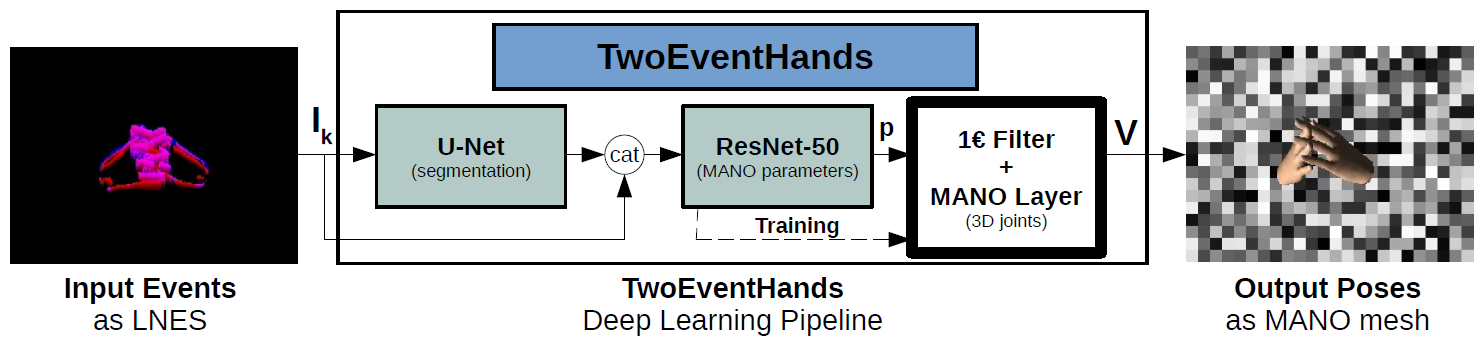 TwoEventHands
I_k
U-Net
(segmentation)
cat
ResNet-50
(MANO parameters)
p
1€ Filter
+
MANO Layer
(3D joints)
V
Training
Input Events
as LNES
TwoEventHands
Deep Learning Pipeline
Output Poses
as MANO mesh